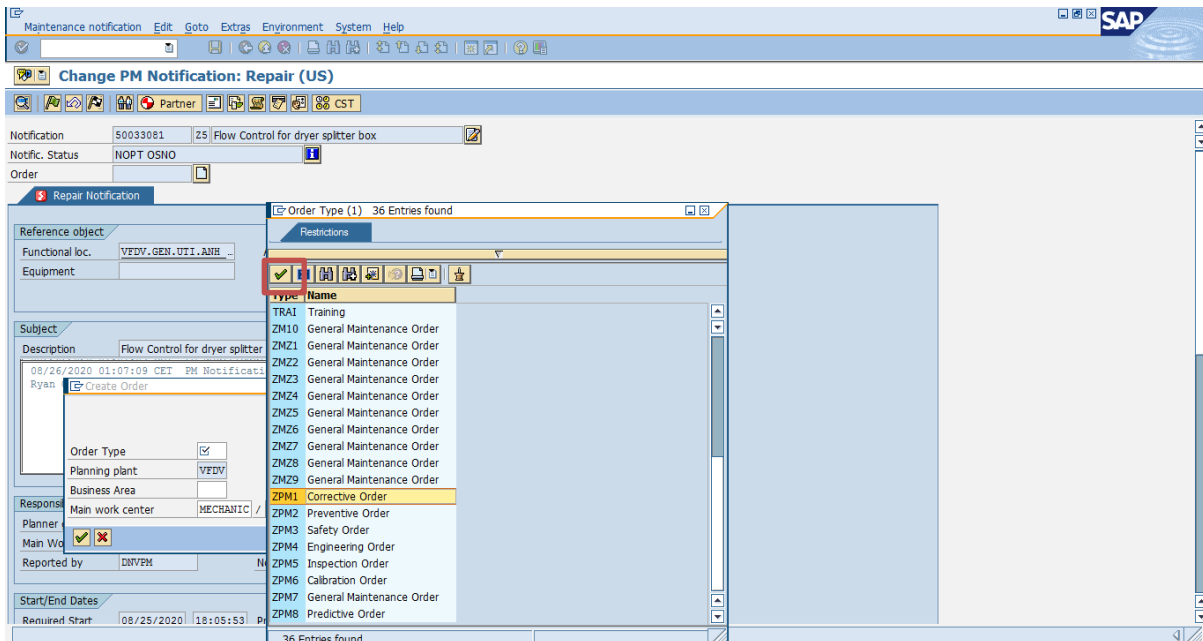 Maintenance notification Edit Goto Extras Environment System Help
SAP
Change PM Notification: Repair (US)
Partner CST
Notification 50033081 Z5 Flow Control for dryer splitter box
Notific. Status NOPT OSNO
Order
Repair Notification
Order Type (1) 36 Entries found
Restrictions
Reference object
Functional loc. VFDV.GEN.UTI.ANH
Equipment
Type Name
TRAI Training
ZM10 General Maintenance Order
ZMZ1 General Maintenance Order
ZMZ2 General Maintenance Order
ZMZ3 General Maintenance Order
ZMZ4 General Maintenance Order
ZMZ5 General Maintenance Order
ZMZ6 General Maintenance Order
ZMZ7 General Maintenance Order
ZMZ8 General Maintenance Order
ZMZ9 General Maintenance Order
ZPM1 Corrective Order
ZPM2 Preventive Order
ZPM3 Safety Order
ZPM4 Engineering Order
ZPM5 Inspection Order
ZPM6 Calibration Order
ZPM7 General Maintenance Order
ZPM8 Predictive Order
36 Entries found
Subject
Description Flow Control for dryer splitter
08/26/2020 01:07:09 CET PM Notificati
Ryan
Create Order
Order Type
Planning plant VFDV
Business Area
Main work center MECHANIC /
Responsi
Planner
Main Wo
Reported by DNVPM
Start/End Dates
Required Start 08/25/2020 18:05:53